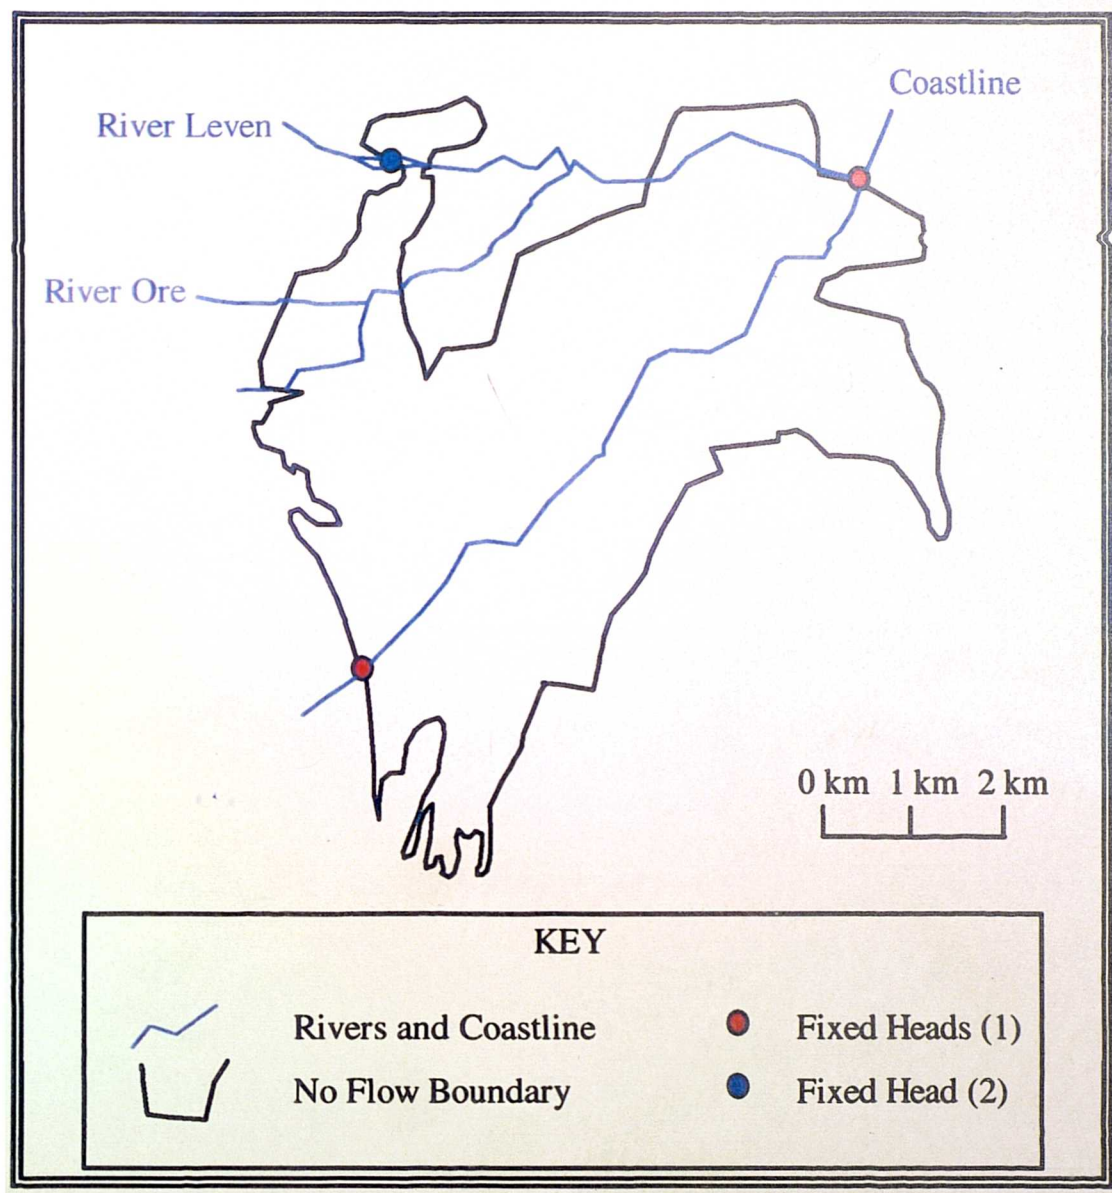 Coastline
River Leven
River Ore
0 km 1 km 2 km
KEY
Rivers and Coastline
Fixed Heads (1)
No Flow Boundary
Fixed Head (2)